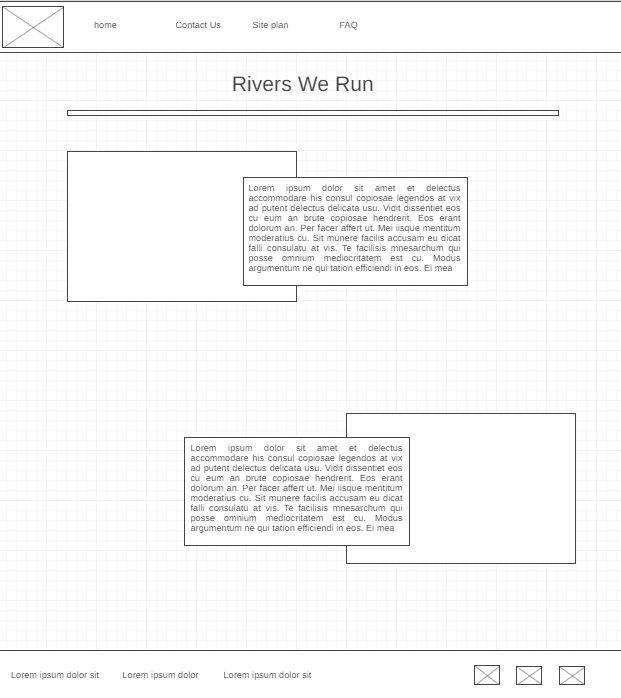 home Contact Us Site plan FAQ
Rivers We Run
Lorem ipsum dolor sit amet et delectus
accommodare his consul copiosae legendos at vix
ad putent delectus delicata usu. Vidit dissentiet eos
cu eum an brute copiosae hendrerit. Eos erant
dolorum an. Per facer affert ut. Mei iisque mentitum
moderatius cu. Sit munere facilis accusam eu dicat
falli consulatu at vis. Te facilisis mnesarchum qui
posse omnium mediocritatem est cu. Modus
argumentum ne qui tation efficiendi in eos. Ei mea
Lorem ipsum dolor sit amet et delectus
accommodare his consul copiosae legendos at vix
ad putent delectus delicata usu. Vidit dissentiet eos
cu eum an brute copiosae hendrerit. Eos erant
dolorum an. Per facer affert ut. Mei iisque mentitum
moderatius cu. Sit munere facilis accusam eu dicat
falli consulatu at vis. Te facilisis mnesarchum qui
posse omnium mediocritatem est cu. Modus
argumentum ne qui tation efficiendi in eos. Ei mea
Lorem ipsum dolor sit Lorem ipsum dolor Lorem ipsum dolor sit